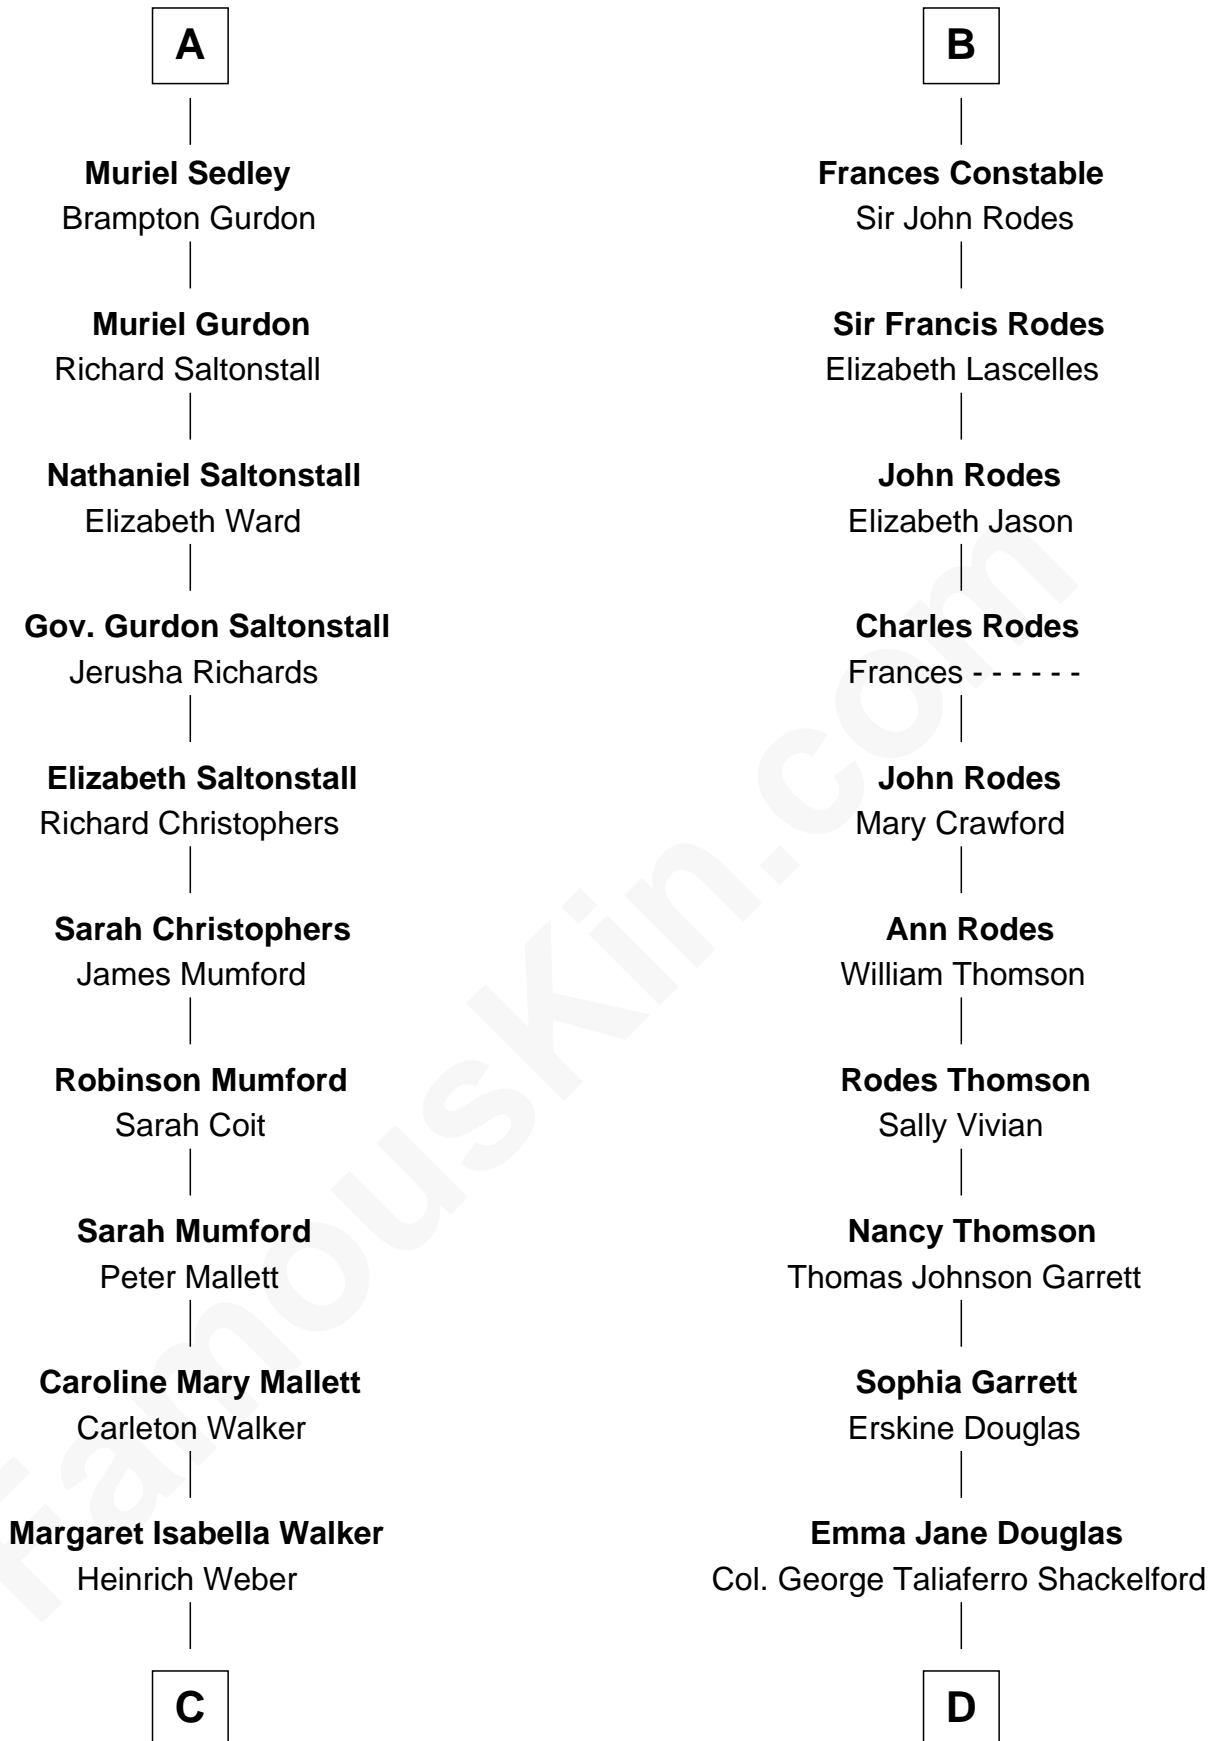 A
Muriel Sedley
Brampton Gurdon
Muriel Gurdon
Richard Saltonstall
Nathaniel Saltonstall
Elizabeth Ward
Gov. Gurdon Saltonstall
Jerusha Richards
Elizabeth Saltonstall
Richard Christophers
Sarah Christophers
James Mumford
Robinson Mumford
Sarah Coit
Sarah Mumford
Peter Mallett
Caroline Mary Mallett
Carleton Walker
Margaret Isabella Walker
Heinrich Weber
C
B
Frances Constable
Sir John Rodes
Sir Francis Rodes
Elizabeth Lascelles
John Rodes
Elizabeth Jason
Charles Rodes
Frances - - - - - -
John Rodes
Mary Crawford
Ann Rodes
William Thomson
Rodes Thomson
Sally Vivian
Nancy Thomson
Thomas Johnson Garrett
Sophia Garrett
Erskine Douglas
Emma Jane Douglas
Col. George Taliaferro Shackelford
D
FamousKin.com